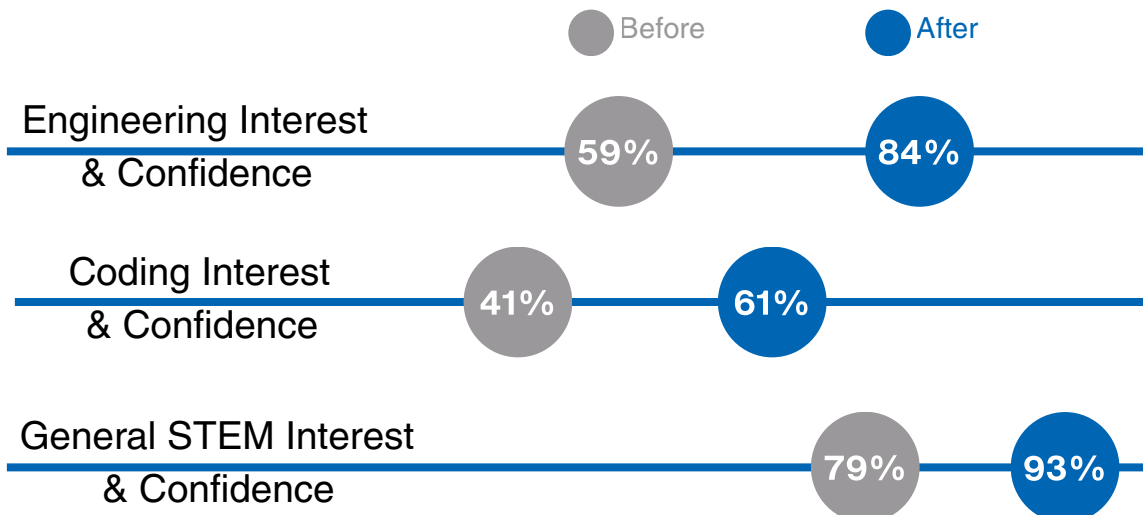 Before After
Engineering Interest
& Confidence
59% 84%
Coding Interest
& Confidence
41% 61%
General STEM Interest
& Confidence
79% 93%